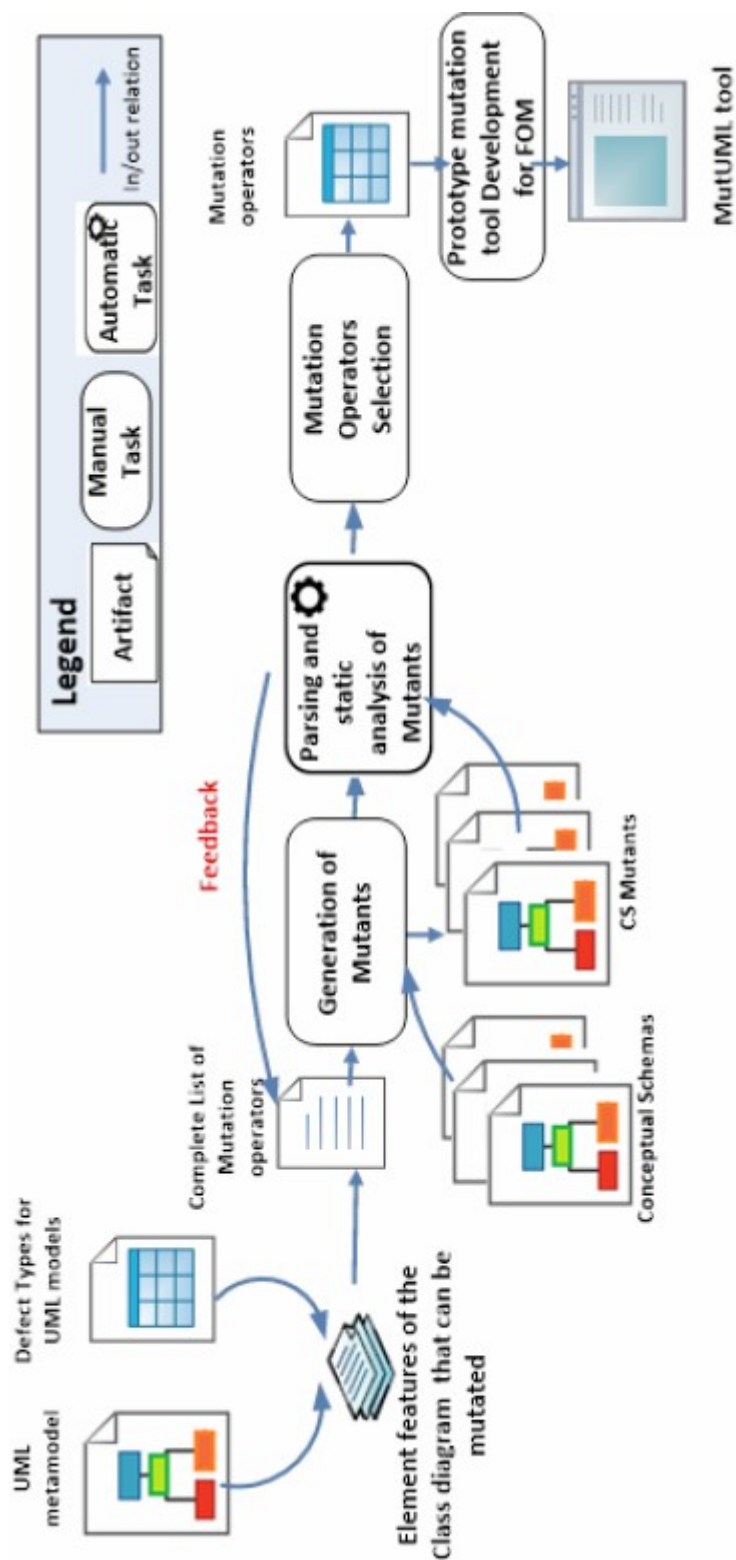 UML
metamodel
Defect Types for
UML models
Element features of the
Class diagram that can be
mutated
Complete List of
Mutation
operators
Feedback
Generation of
Mutants
Conceptual Schemas
CS Mutants
Parsing and
static
analysis of
Mutants
Mutation
Operators
Selection
Mutation
operators
Prototype mutation
tool Development
for FOM
MutUML tool
Legend
Artifact
Manual
Task
Automatic
Task
In/out relation